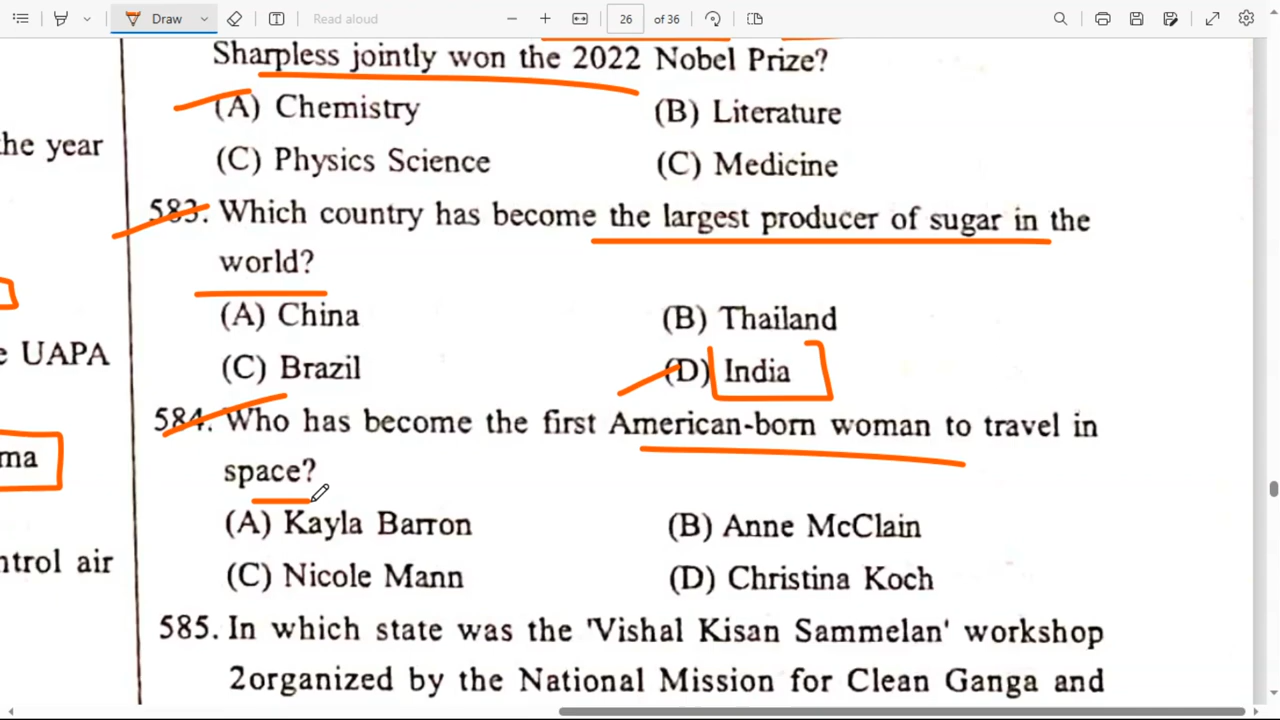 Draw
Read aloud
26 of 36
Sharpless jointly won the 2022 Nobel Prize?
(A) Chemistry (B) Literature
(C) Physics Science (C) Medicine
583. Which country has become the largest producer of sugar in the
world?
(A) China (B) Thailand
(C) Brazil (D) India
584. Who has become the first American-born woman to travel in
space?
(A) Kayla Barron (B) Anne McClain
(C) Nicole Mann (D) Christina Koch
585. In which state was the 'Vishal Kisan Sammelan' workshop
2organized by the National Mission for Clean Ganga and
the year
UAPA
ma
ntrol air